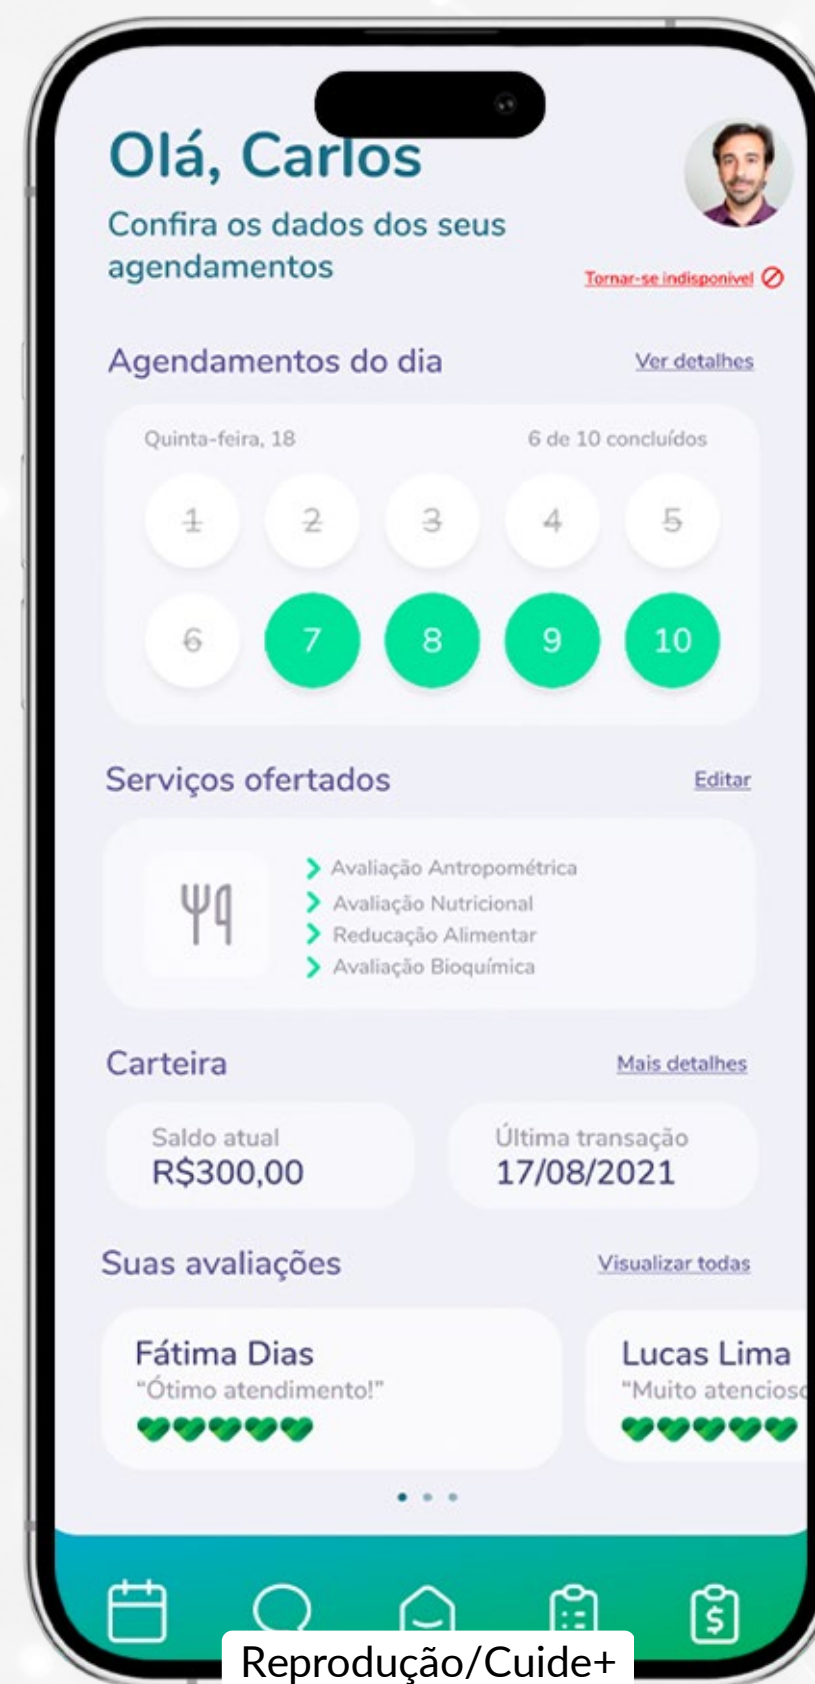 Olá, Carlos
Confira os dados dos seus
agendamentos
Tornar-se indisponível
Agendamentos do dia
Ver detalhes
Quinta-feira, 18
6 de 10 concluídos
1 2 3 4 5
6 7 8 9 10
Serviços ofertados
Editar
Avaliação Antropométrica
Avaliação Nutricional
Reducação Alimentar
Avaliação Bioquímica
Carteira
Mais detalhes
Saldo atual
R$300,00
Última transação
17/08/2021
Suas avaliações
Visualizar todas
Fátima Dias
"Ótimo atendimento!"
Lucas Lima
"Muito atencioso
$
Reprodução/Cuide+